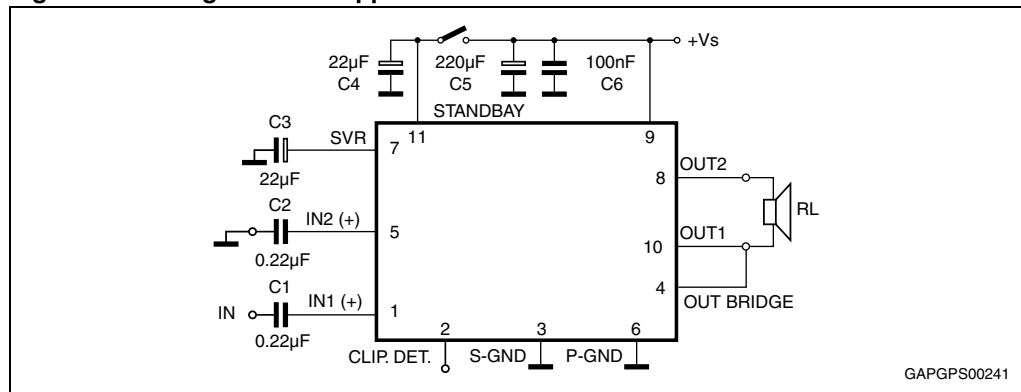 +Vs
22µF
C4
220µF
C5
100nF
C6
STANDBAY
C3
SVR
7
11
9
22µF
OUT2
8
C2
IN2 (+)
5
RL
0.22µF
OUT1
10
C1
4
OUT BRIDGE
IN
IN1 (+)
1
0.22µF
2
3
6
CLIP. DET.
S-GND
P-GND
GAPGPS00241